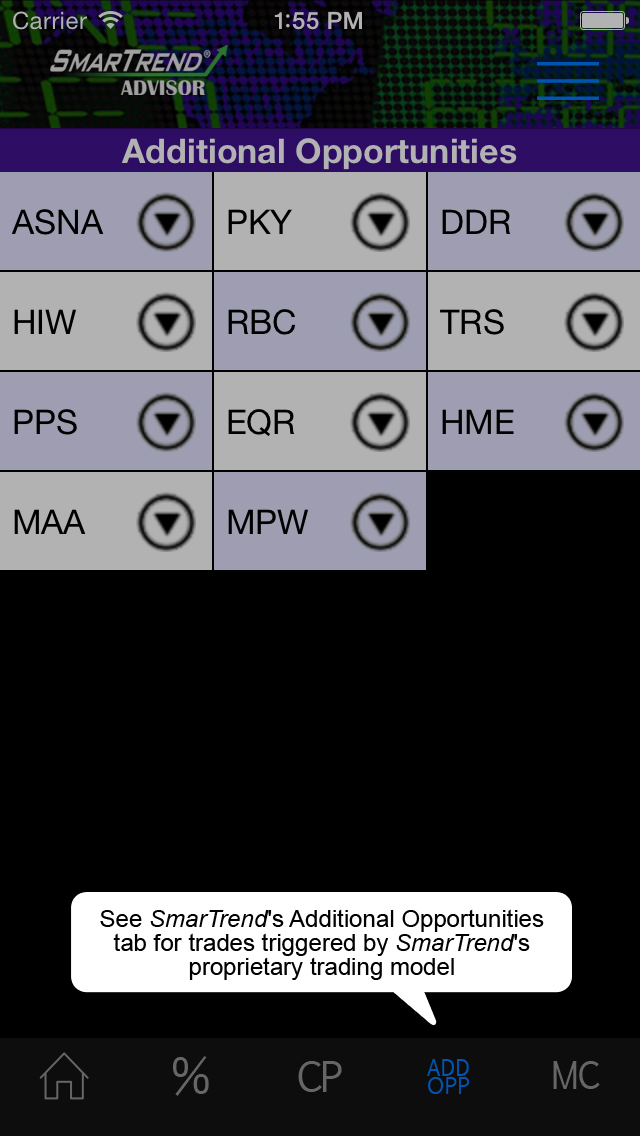 Carrier 1:55 PM
SMARTREND®
ADVISOR
Additional Opportunities
ASNA PKY DDR
HIW RBC TRS
PPS EQR HME
MAA MPW
See SmarTrend's Additional Opportunities
tab for trades triggered by SmarTrend's
proprietary trading model
% CP ADD OPP MC